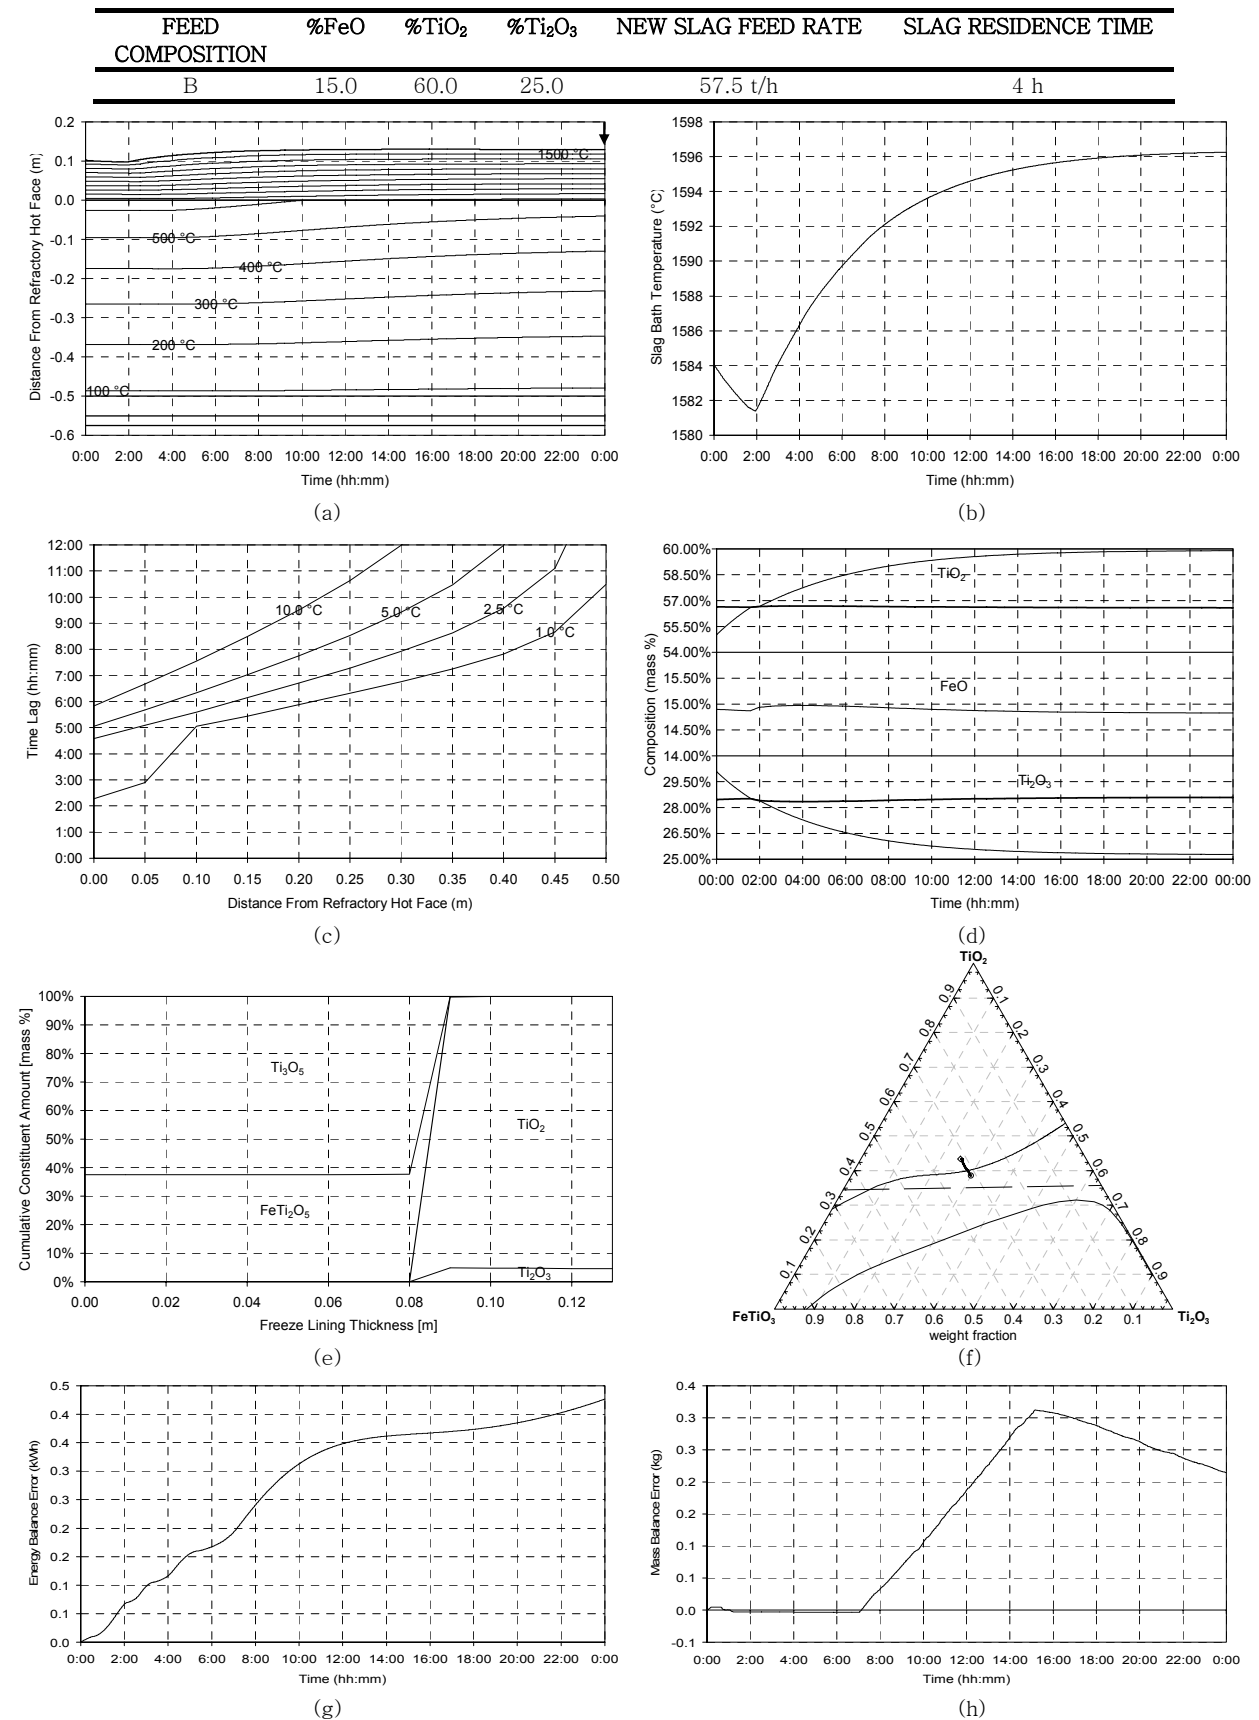 FEED %FeO %TiO₂ %Ti₂O₃ NEW SLAG FEED RATE SLAG RESIDENCE TIME
COMPOSITION
B 15.0 60.0 25.0 57.5 t/h 4 h
Distance From Refractory Hot Face (m)
0.2
0.1
0.0
-0.1
-0.2
-0.3
-0.4
-0.5
-0.6
1500 °C
500 °C
400 °C
300 °C
200 °C
100 °C
0:00 2:00 4:00 6:00 8:00 10:00 12:00 14:00 16:00 18:00 20:00 22:00 0:00
Time (hh:mm)
(a)
Slag Bath Temperature (°C)
1598
1596
1594
1592
1590
1588
1586
1584
1582
1580
0:00 2:00 4:00 6:00 8:00 10:00 12:00 14:00 16:00 18:00 20:00 22:00 0:00
Time (hh:mm)
(b)
Time Lag (hh:mm)
12:00
11:00
10:00
9:00
8:00
7:00
6:00
5:00
4:00
3:00
2:00
1:00
0:00
10.0 °C 5.0 °C 2.5 °C
1.0 °C
0.00 0.05 0.10 0.15 0.20 0.25 0.30 0.35 0.40 0.45 0.50
Distance From Refractory Hot Face (m)
(c)
Composition (mass %)
60.00%
58.50%
57.00%
55.50%
54.00%
15.50%
15.00%
14.50%
14.00%
29.50%
28.00%
26.50%
25.00%
TiO₂
FeO
Ti₂O₃
00:00 02:00 04:00 06:00 08:00 10:00 12:00 14:00 16:00 18:00 20:00 22:00 00:00
Time (hh:mm)
(d)
Cumulative Constituent Amount [mass %]
100%
90%
80%
70%
60%
50%
40%
30%
20%
10%
0%
Ti₃O₅
TiO₂
FeTi₂O₅
Ti₂O₃
0.00 0.02 0.04 0.06 0.08 0.10 0.12
Freeze Lining Thickness [m]
(e)
TiO₂
0.9 0.1
0.8 0.2
0.7 0.3
0.6 0.4
0.5 0.5
0.4 0.6
0.3 0.7
0.2 0.8
0.1 0.9
FeTiO₃ 0.9 0.8 0.7 0.6 0.5 0.4 0.3 0.2 0.1 Ti₂O₃
weight fraction
(f)
Energy Balance Error (kWh)
0.5
0.4
0.4
0.3
0.3
0.2
0.2
0.1
0.1
0.0
0:00 2:00 4:00 6:00 8:00 10:00 12:00 14:00 16:00 18:00 20:00 22:00 0:00
Time (hh:mm)
(g)
Mass Balance Error (kg)
0.4
0.3
0.3
0.2
0.2
0.1
0.1
0.0
-0.1
0:00 2:00 4:00 6:00 8:00 10:00 12:00 14:00 16:00 18:00 20:00 22:00 0:00
Time (hh:mm)
(h)